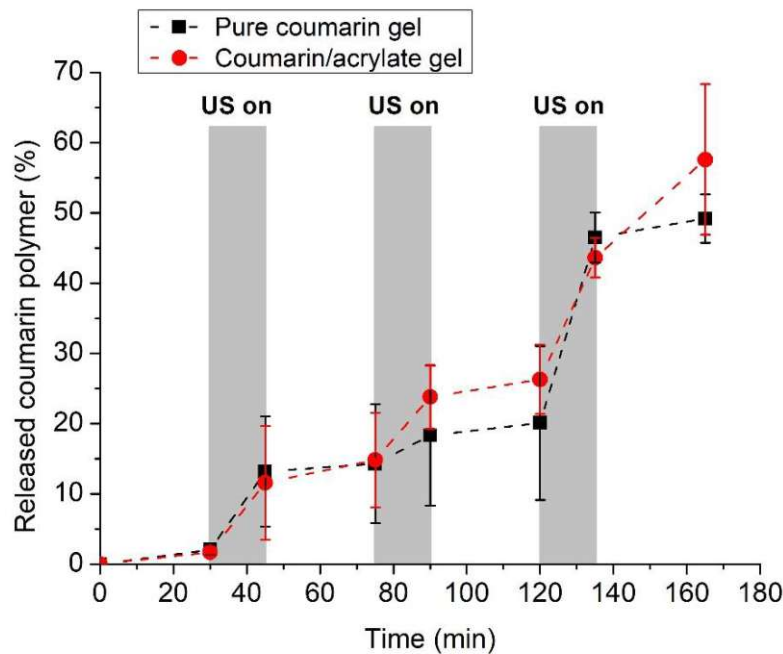 Pure coumarin gel
Coumarin/acrylate gel
US on US on US on
70
60
50
40
30
20
10
0
Released coumarin polymer (%)
0 20 40 60 80 100 120 140 160 180
Time (min)